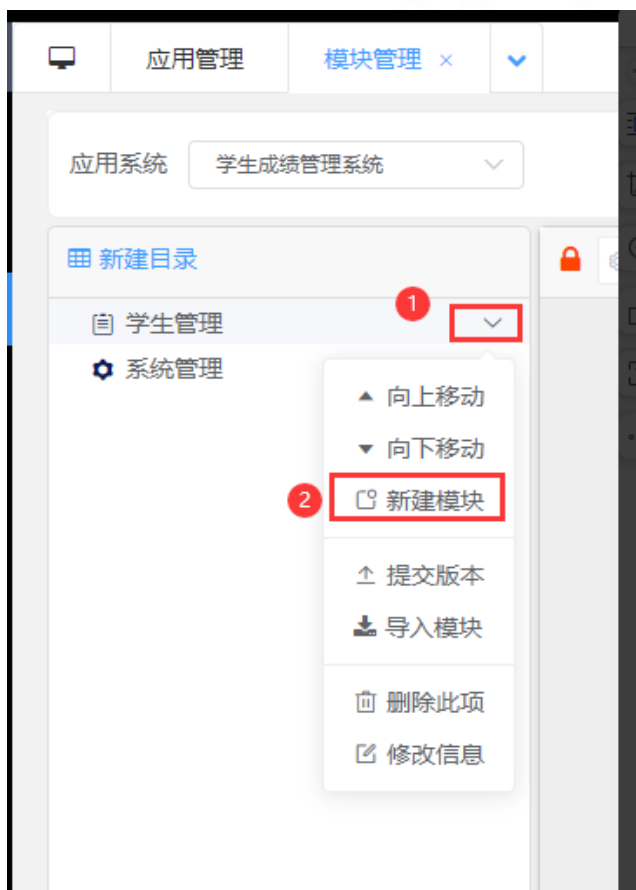 应用管理 模块管理 ×
应用系统 学生成绩管理系统
新建目录
学生管理 1
系统管理
向上移动
向下移动
2 新建模块
提交版本
导入模块
删除此项
修改信息